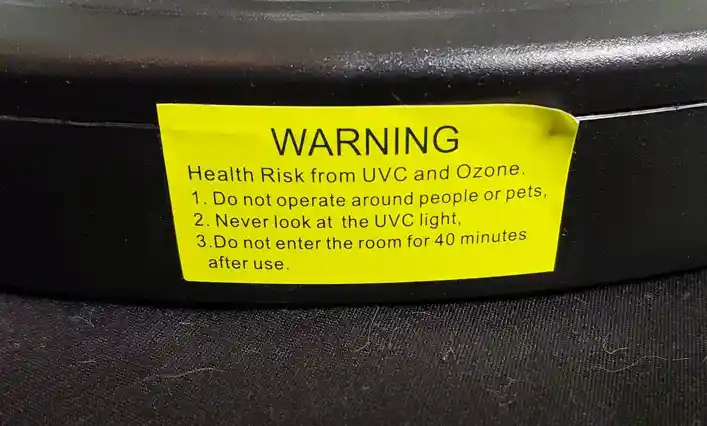 WARNING
Health Risk from UVC and Ozone.
1. Do not operate around people or pets,
2. Never look at the UVC light,
3.Do not enter the room for 40 minutes
after use.